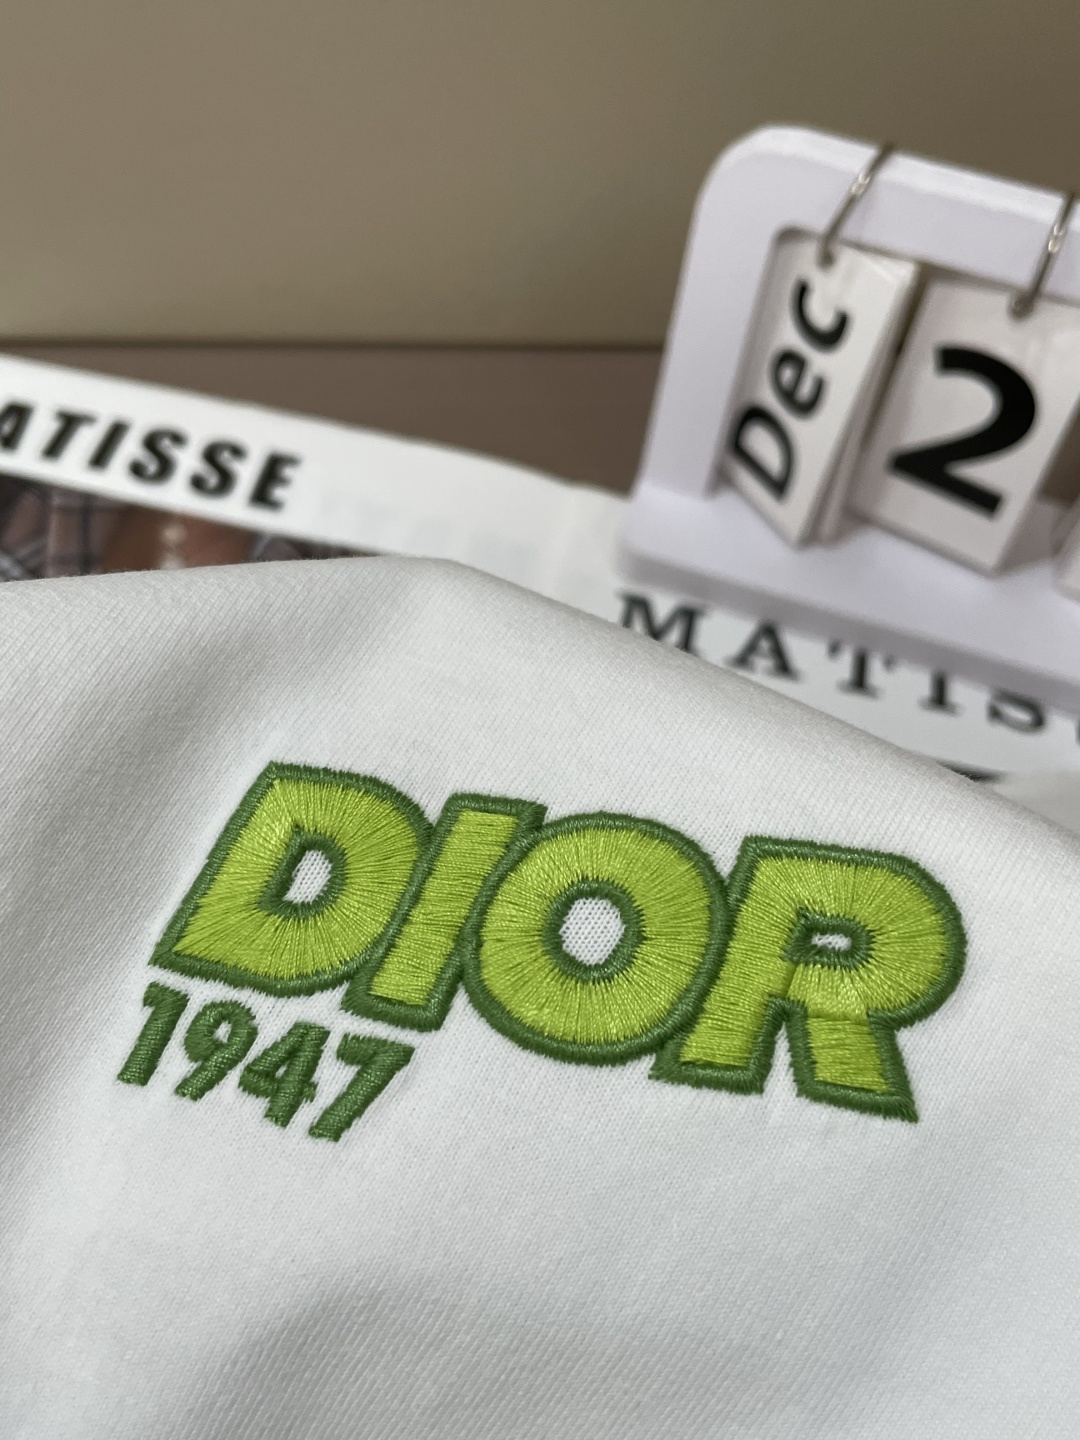 Dec 2
ATISSE
MATIS
DIOR
1947